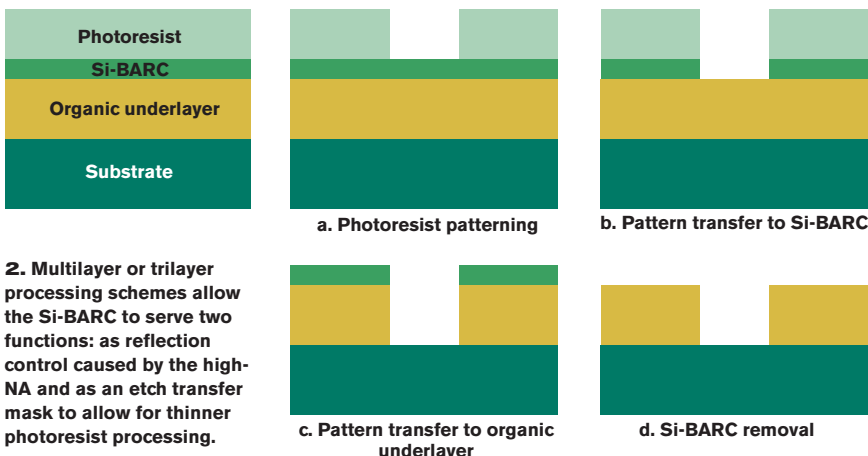 Photoresist
Si-BARC
Organic underlayer
Substrate
a. Photoresist patterning
b. Pattern transfer to Si-BARC
2. Multilayer or trilayer
processing schemes allow
the Si-BARC to serve two
functions: as reflection
control caused by the high-
NA and as an etch transfer
mask to allow for thinner
photoresist processing.
c. Pattern transfer to organic
underlayer
d. Si-BARC removal